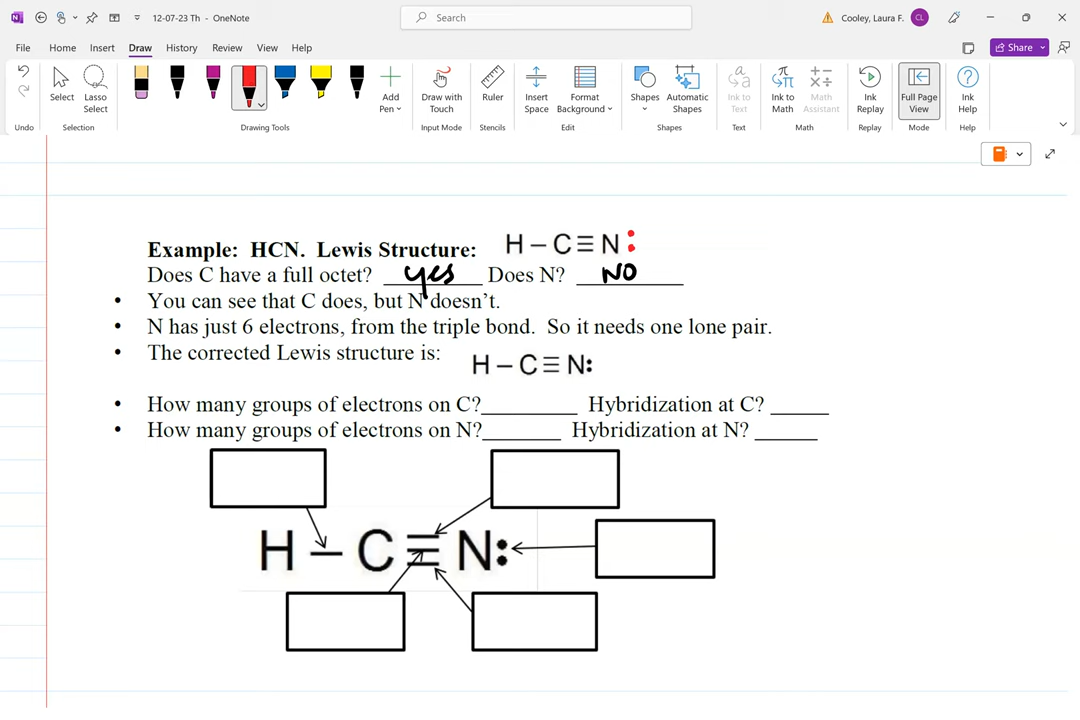 12-07-23 Th - OneNote
Search
Cooley, Laura F.
CL
File Home Insert Draw History Review View Help
Share
Select Lasso Select
Add Pen
Draw with Touch
Ruler
Insert Space
Format Background
Shapes
Automatic Shapes
Ink to Text
Ink to Math
Math Assistant
Ink Replay
Full Page View
Ink Help
Undo Selection Drawing Tools Input Mode Stencils Edit Shapes Text Math Replay Mode Help
Example: HCN. Lewis Structure: H – C ≡ N :
Does C have a full octet? yes Does N? NO
• You can see that C does, but N doesn't.
• N has just 6 electrons, from the triple bond. So it needs one lone pair.
• The corrected Lewis structure is: H – C ≡ N:
• How many groups of electrons on C?________ Hybridization at C? _____
• How many groups of electrons on N?_______ Hybridization at N? _____
H – C ≡ N: